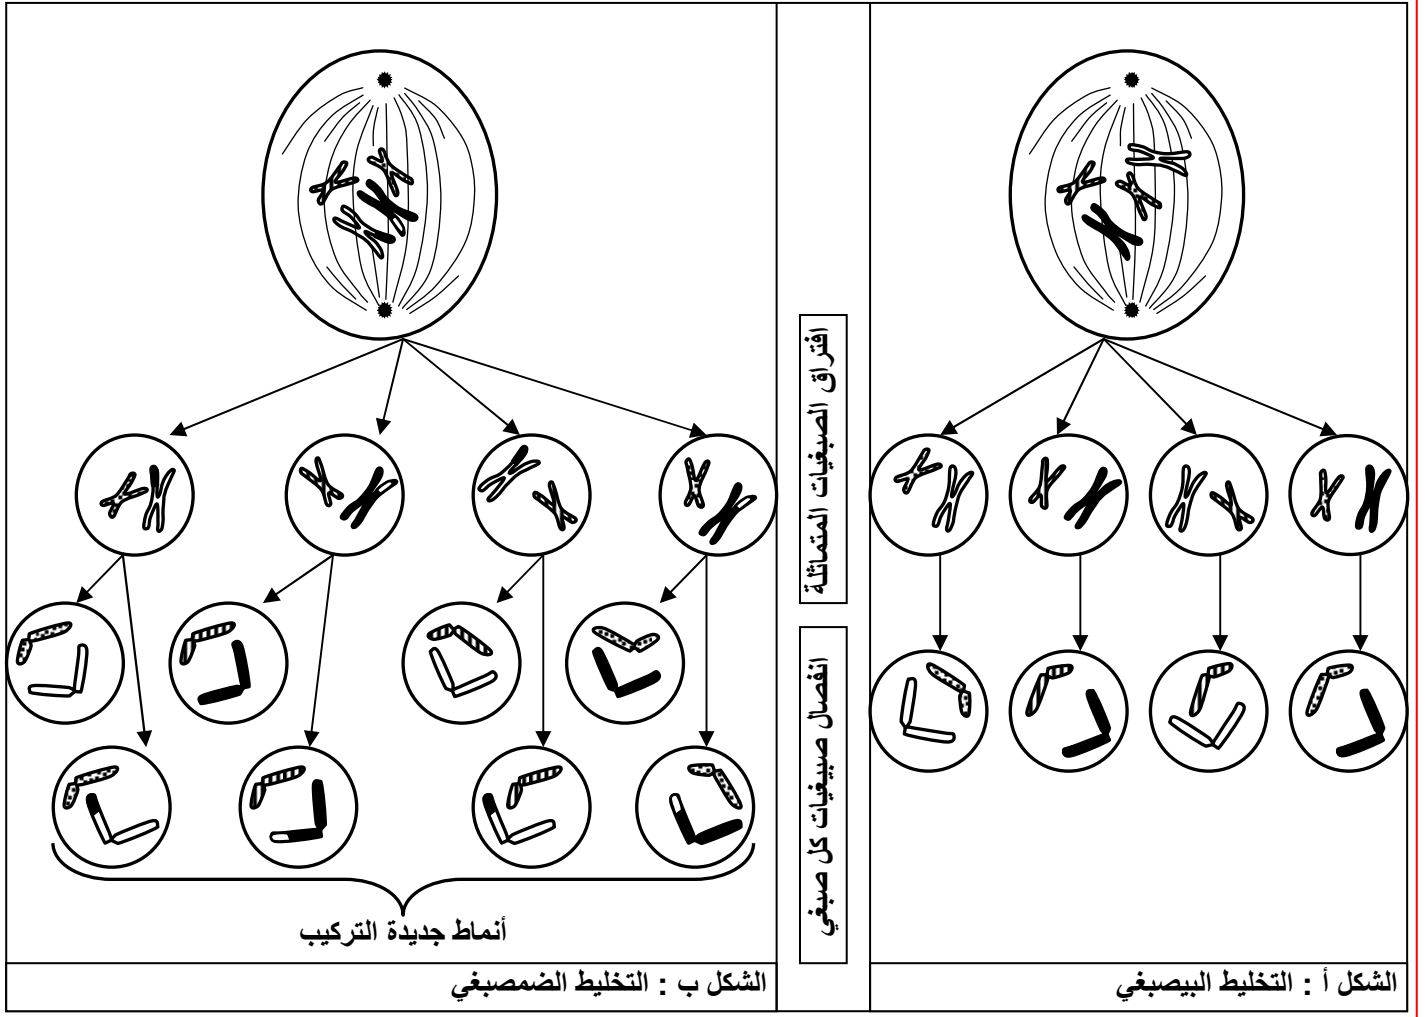 افتراق الصبغيات المتماثلة
انفصال صبيغيات كل صبغي
أنماط جديدة التركيب
الشكل أ : التخليط البيصبغي
الشكل ب : التخليط الضمصبغي